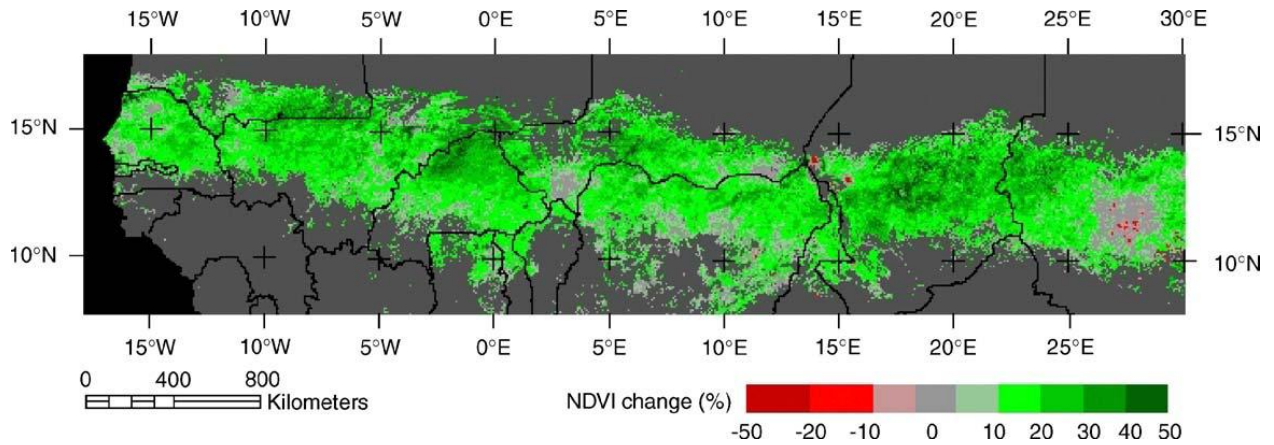 15°W 10°W 5°W 0°E 5°E 10°E 15°E 20°E 25°E 30°E
15°N 15°N
10°N 10°N
15°W 10°W 5°W 0°E 5°E 10°E 15°E 20°E 25°E
0 400 800
Kilometers
NDVI change (%)
-50 -20 -10 0 10 20 30 40 50